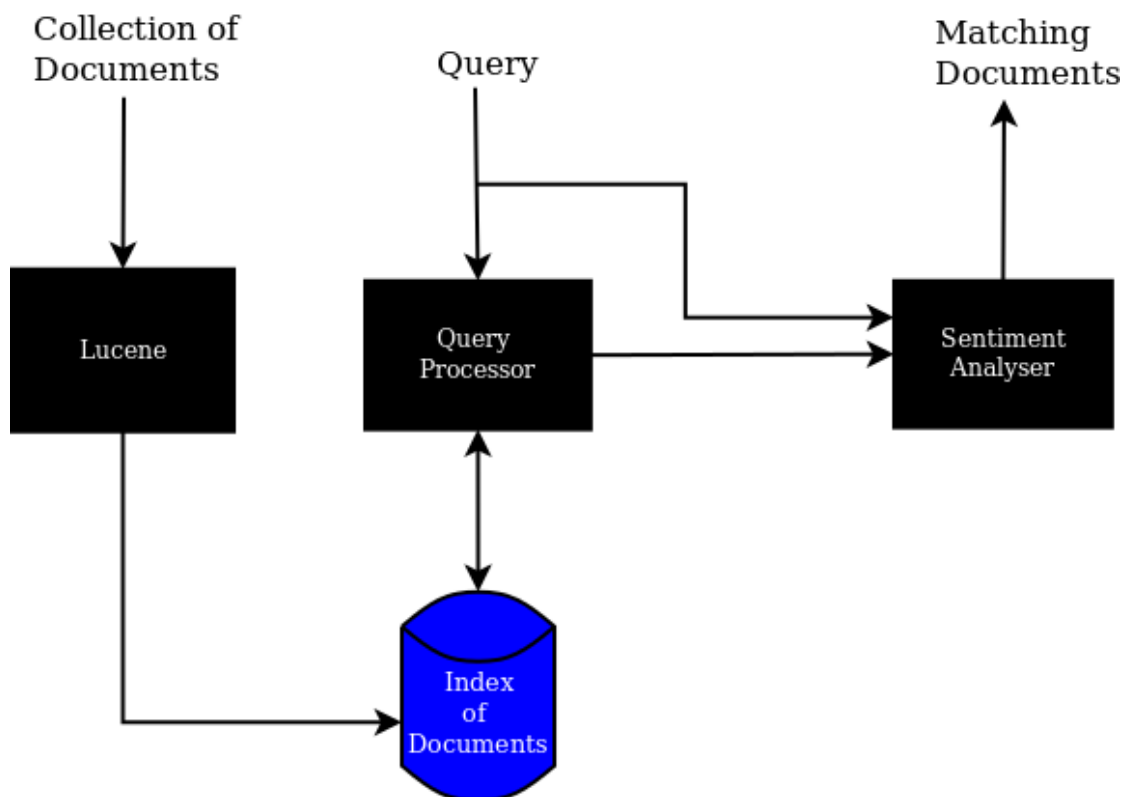 Collection of
Documents
Query
Matching
Documents
Lucene
Query
Processor
Sentiment
Analyser
Index
of
Documents